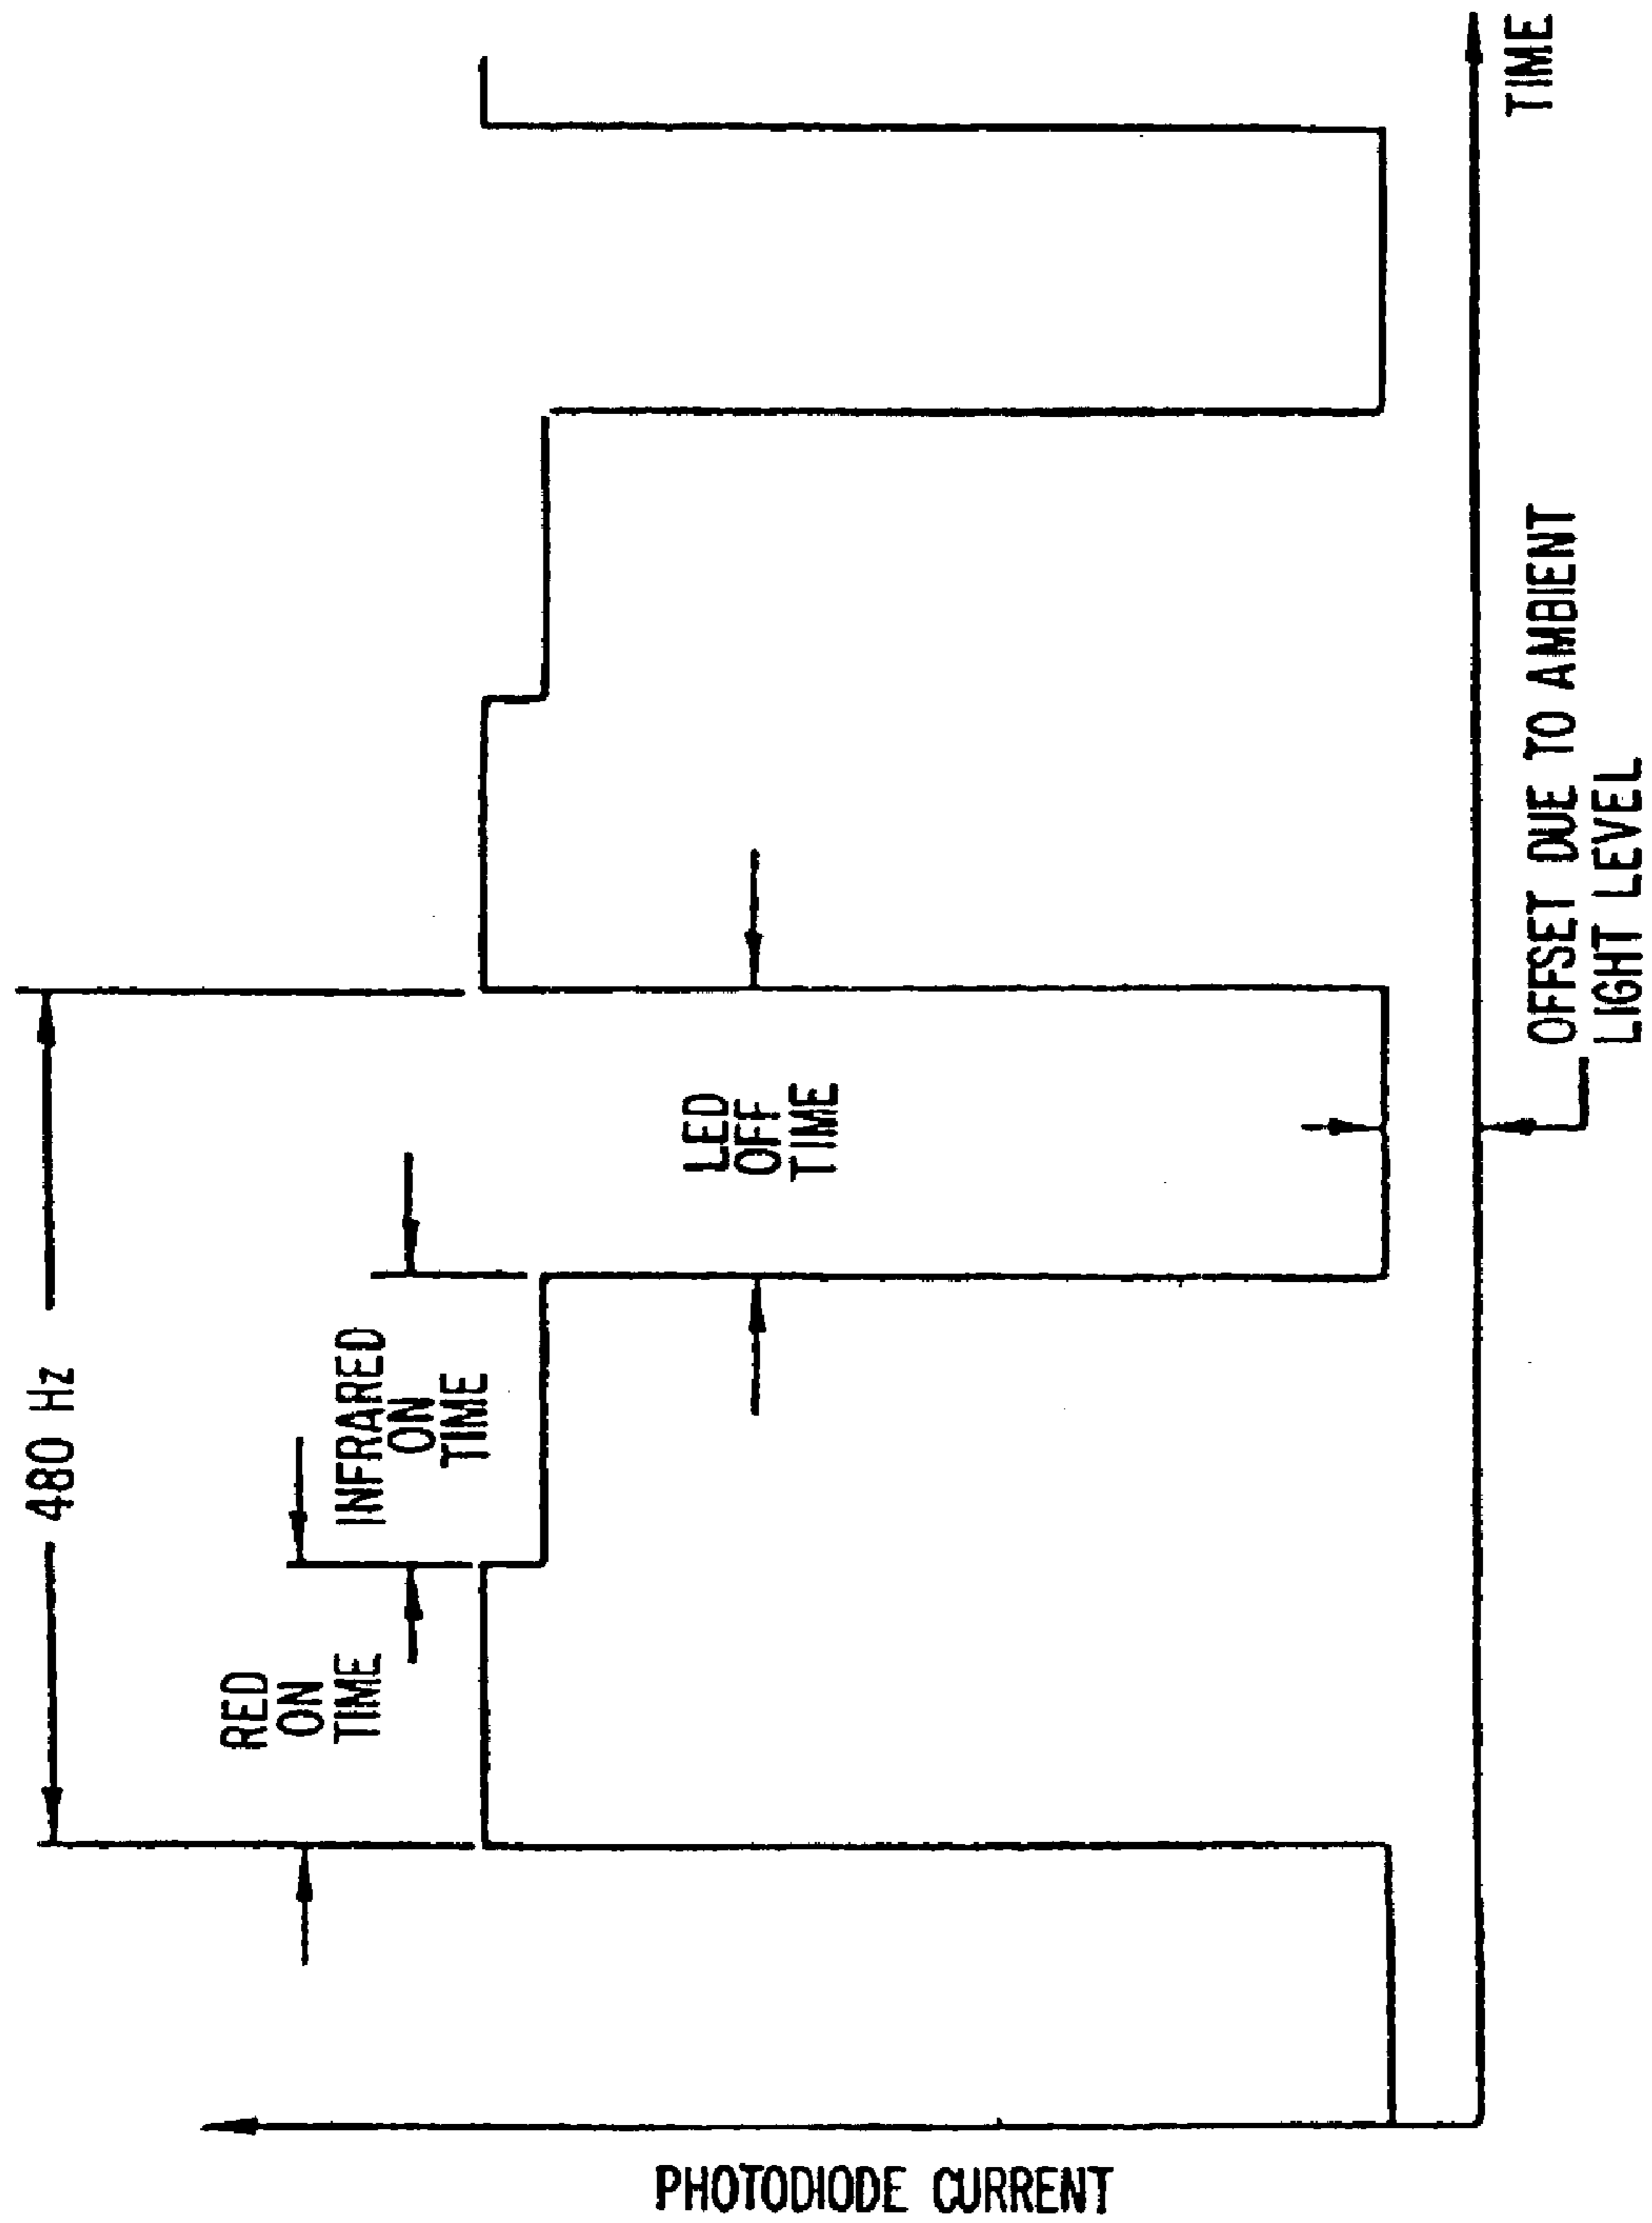 480 Hz
RED
ON
TIME
INFRARED
ON
TIME
LED
OFF
TIME
OFFSET DUE TO AMBIENT
LIGHT LEVEL
TIME
PHOTODIODE CURRENT